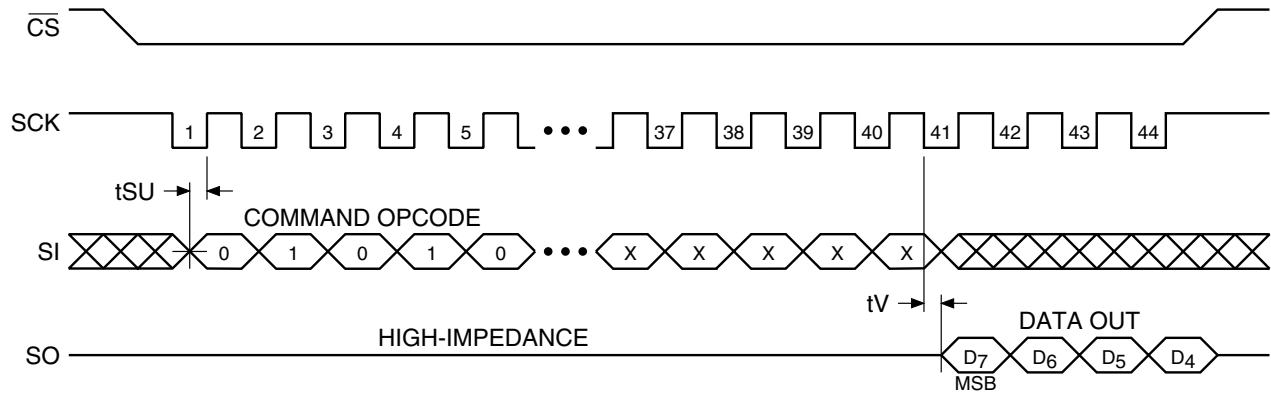 CS
SCK 1 2 3 4 5 ••• 37 38 39 40 41 42 43 44
tSU
COMMAND OPCODE
SI 0 1 0 1 0 ••• X X X X X
tV
HIGH-IMPEDANCE
DATA OUT
SO D7 D6 D5 D4
MSB